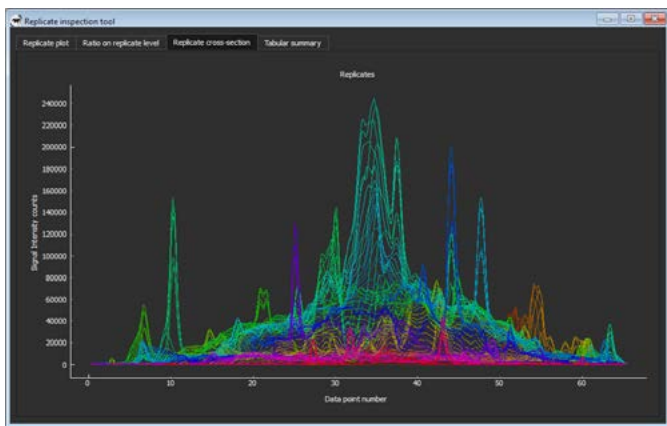 Replicate inspection tool
Replicate plot Ratio on replicate level Replicate cross-section Tabular summary
Replicates
240000
220000
200000
180000
160000
140000
120000
100000
80000
60000
40000
20000
0
Signal Intensity counts
0 10 20 30 40 50 60
Data point number